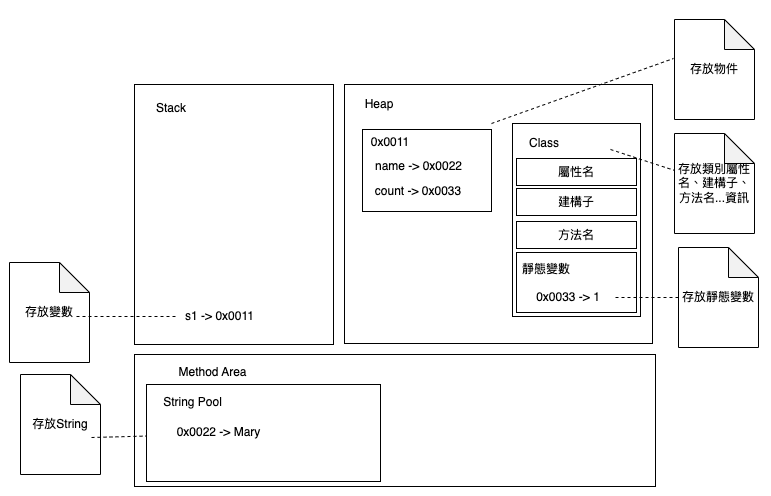 存放物件
Stack
Heap
0x0011
name -> 0x0022
count -> 0x0033
Class
屬性名
建構子
方法名
靜態變數
0x0033 -> 1
存放類別屬性
名、建構子、
方法名...資訊
存放靜態變數
存放變數
s1 -> 0x0011
Method Area
String Pool
0x0022 -> Mary
存放String